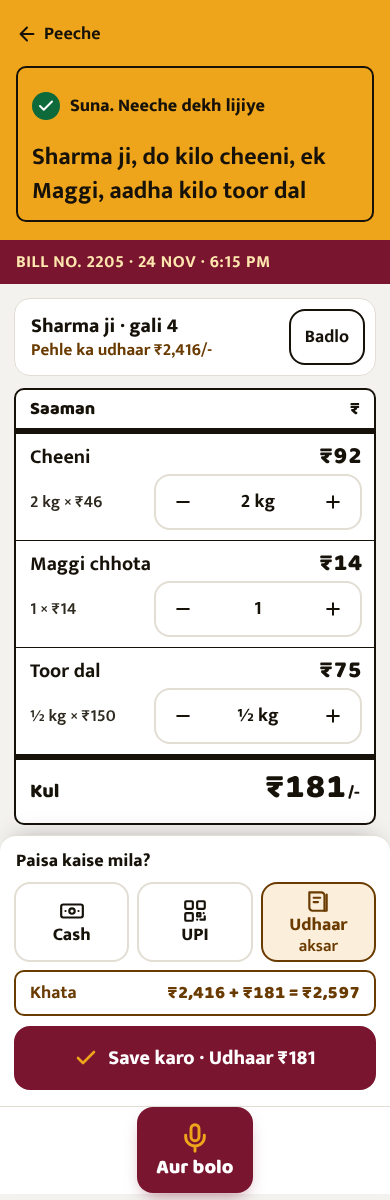 Peeche
Suna. Neeche dekh lijiye
Sharma ji, do kilo cheeni, ek
Maggi, aadha kilo toor dal
BILL NO. 2205 · 24 NOV · 6:15 PM
Sharma ji · gali 4
Pehle ka udhaar ₹2,416/-
Badlo
Saaman ₹
Cheeni ₹92
2 kg × ₹46 − 2 kg +
Maggi chhota ₹14
1 × ₹14 − 1 +
Toor dal ₹75
½ kg × ₹150 − ½ kg +
Kul ₹181/-
Paisa kaise mila?
Cash UPI Udhaar
aksar
Khata ₹2,416 + ₹181 = ₹2,597
Save karo · Udhaar ₹181
Aur bolo